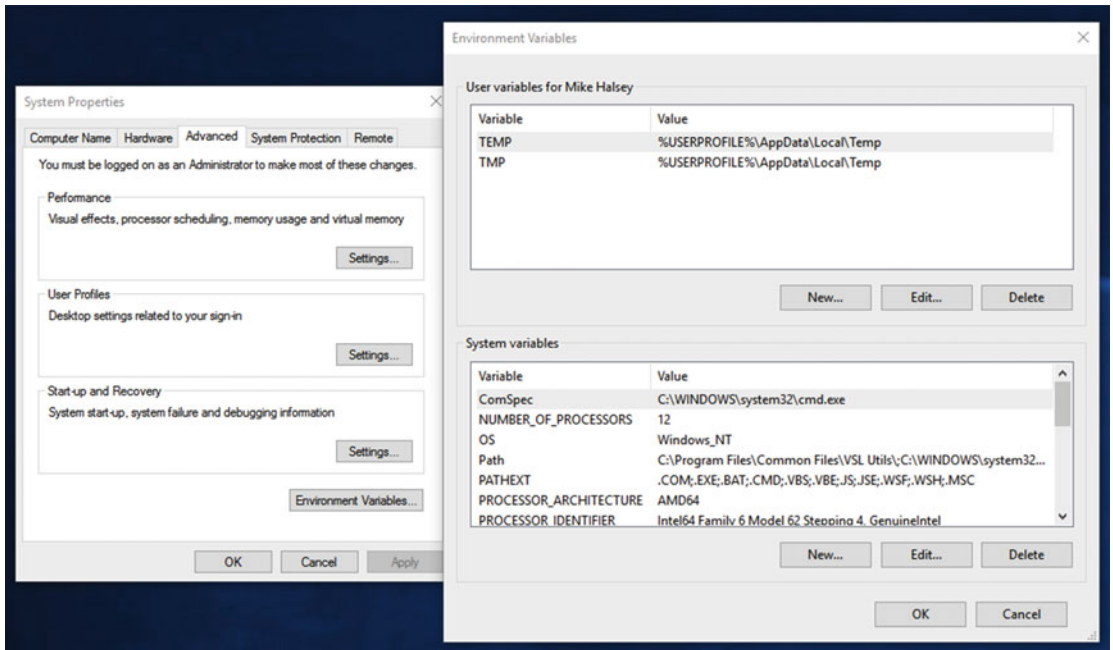 System Properties
Computer Name Hardware Advanced System Protection Remote
You must be logged on as an Administrator to make most of these changes.
Performance
Visual effects, processor scheduling, memory usage and virtual memory
Settings...
User Profiles
Desktop settings related to your sign-in
Settings...
Start-up and Recovery
System start-up, system failure and debugging information
Settings...
Environment Variables...
OK Cancel Apply
Environment Variables
User variables for Mike Halsey
Variable Value
TEMP %USERPROFILE%\AppData\Local\Temp
TMP %USERPROFILE%\AppData\Local\Temp
New... Edit... Delete
System variables
Variable Value
ComSpec C:\WINDOWS\system32\cmd.exe
NUMBER_OF_PROCESSORS 12
OS Windows_NT
Path C:\Program Files\Common Files\VSL Utils\;C:\WINDOWS\system32...
PATHEXT .COM;.EXE;.BAT;.CMD;.VBS;.VBE;.JS;.JSE;.WSF;.WSH;.MSC
PROCESSOR_ARCHITECTURE AMD64
PROCESSOR_IDENTIFIER Intel64 Family 6 Model 62 Stepping 4, GenuineIntel
New... Edit... Delete
OK Cancel